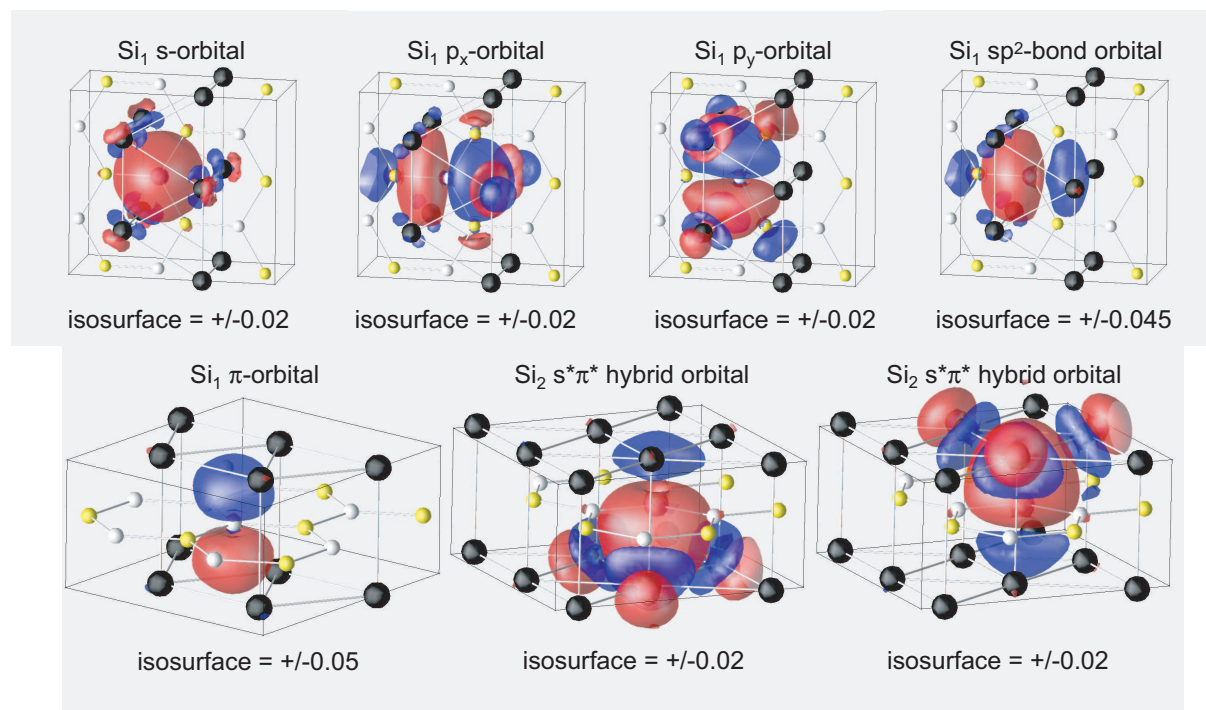 Si₁ s-orbital
Si₁ pₓ-orbital
Si₁ p_y-orbital
Si₁ sp²-bond orbital
isosurface = +/-0.02
isosurface = +/-0.02
isosurface = +/-0.02
isosurface = +/-0.045
Si₁ π-orbital
Si₂ s*π* hybrid orbital
Si₂ s*π* hybrid orbital
isosurface = +/-0.05
isosurface = +/-0.02
isosurface = +/-0.02